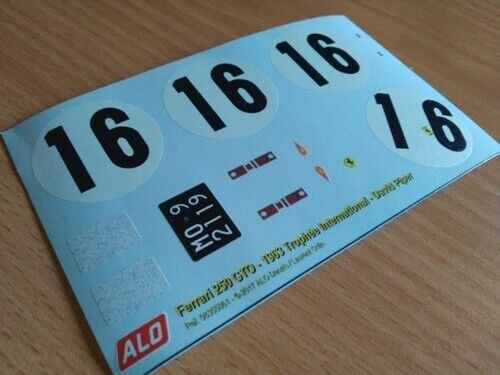 16
16
16
16
MO-9
2119
Ferrari 250 GTO - 1963 Trophée International - David Piper
ALO